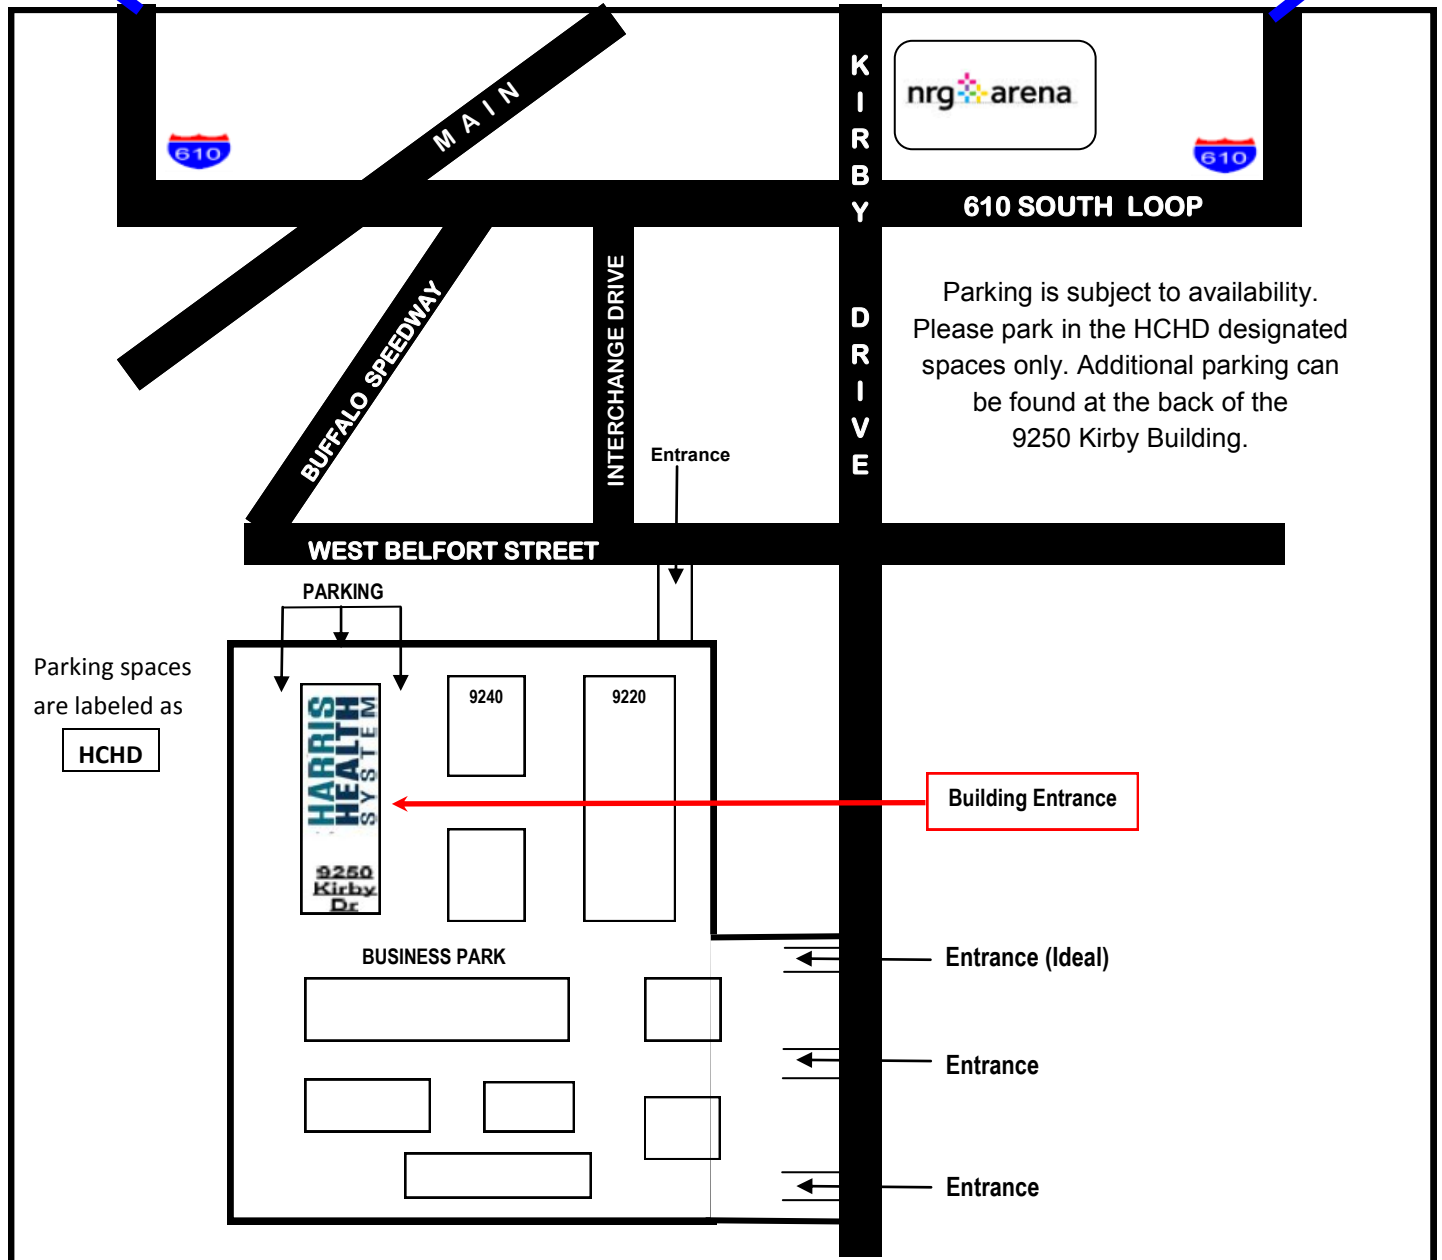 MAIN
KIRBY DRIVE
nrg arena
610
610
610 SOUTH LOOP
BUFFALO SPEEDWAY
INTERCHANGE DRIVE
Parking is subject to availability.
Please park in the HCHD designated
spaces only. Additional parking can
be found at the back of the
9250 Kirby Building.
Entrance
WEST BELFORT STREET
PARKING
Parking spaces
are labeled as
HCHD
HARRIS
HEALTH
SYSTEM
9250
Kirby
Dr
9240
9220
Building Entrance
BUSINESS PARK
Entrance (Ideal)
Entrance
Entrance